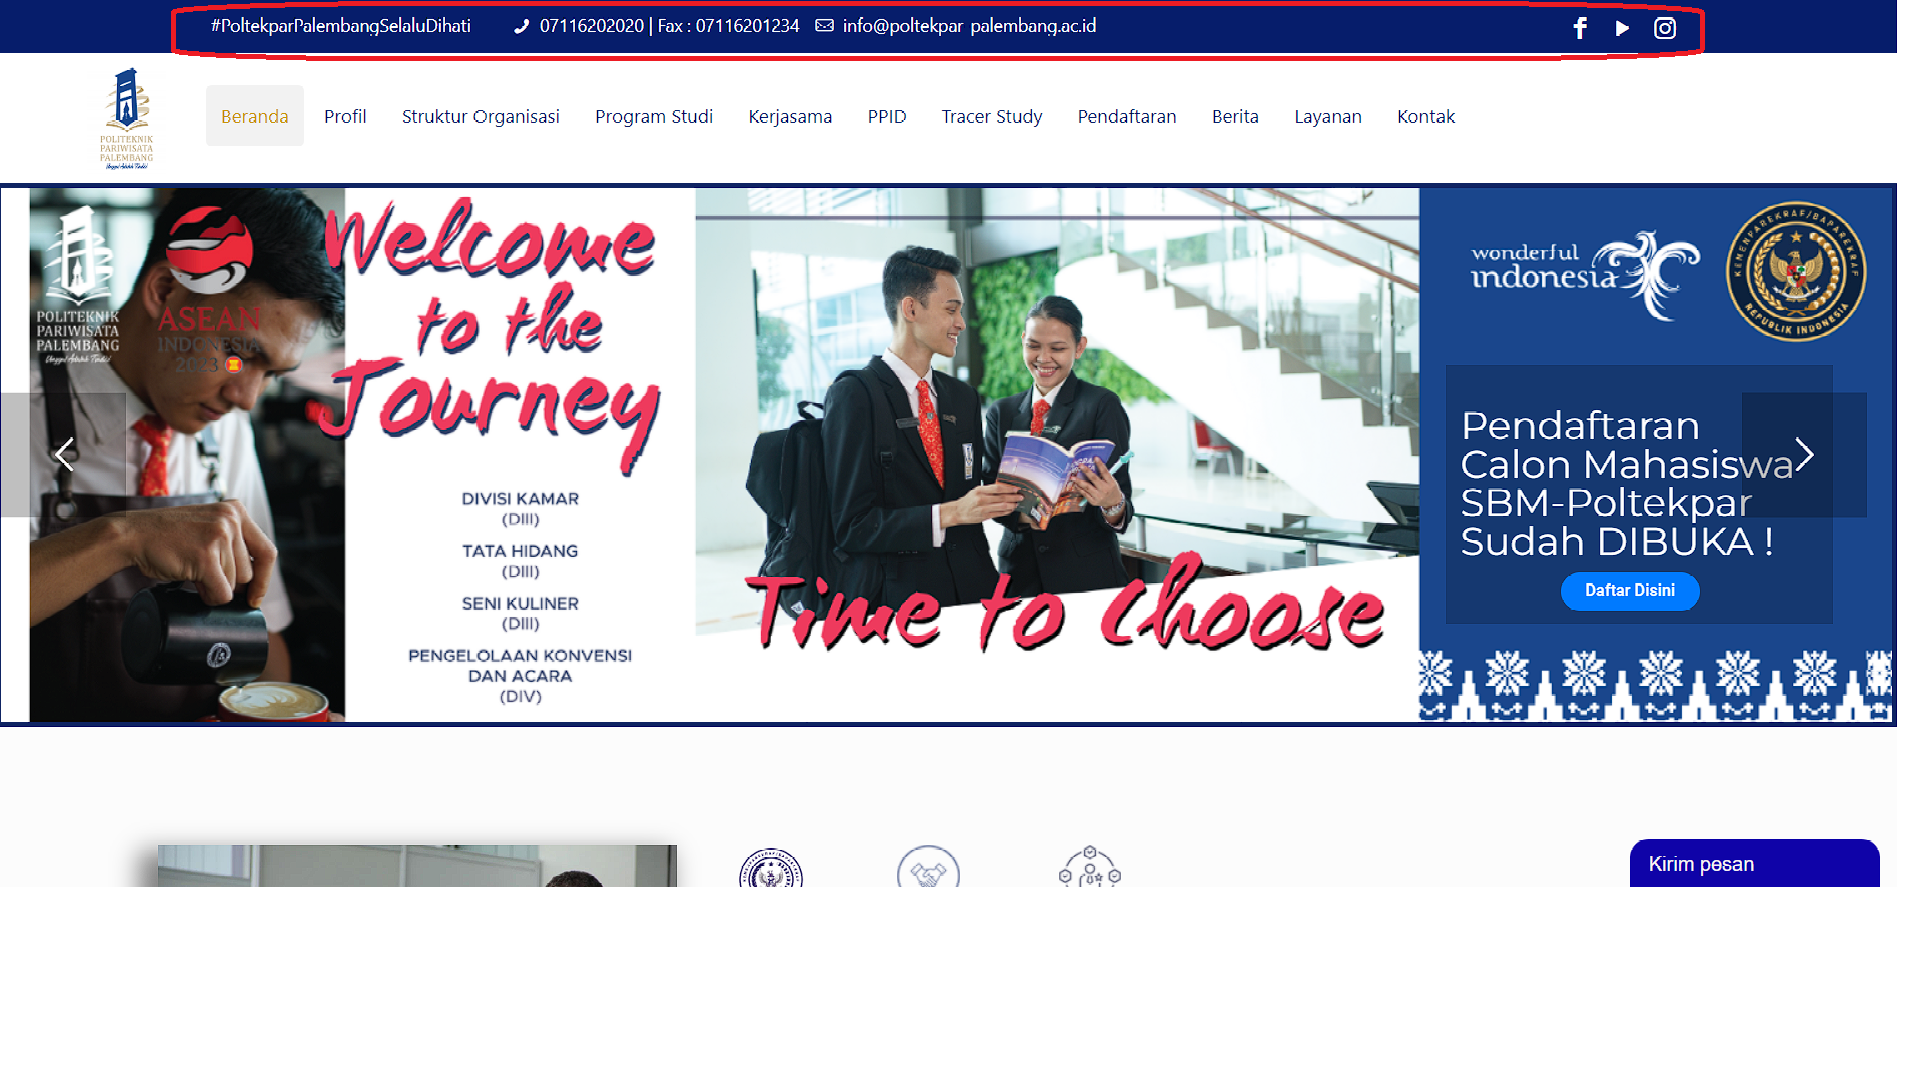 #PoltekparPalembangSelaluDihati 07116202020 | Fax : 07116201234 info@poltekpar palembang.ac.id
POLITEKNIK
PARIWISATA
PALEMBANG
Beranda Profil Struktur Organisasi Program Studi Kerjasama PPID Tracer Study Pendaftaran Berita Layanan Kontak
POLITEKNIK
PARIWISATA
PALEMBANG
ASEAN
INDONESIA
2023
Welcome
to the
Journey
DIVISI KAMAR
(DIII)
TATA HIDANG
(DIII)
SENI KULINER
(DIII)
PENGELOLAAN KONVENSI
DAN ACARA
(DIV)
Time to Choose
wonderful
indonesia
KEMENPAREKRAF/BAPAREKRAF
REPUBLIK INDONESIA
Pendaftaran
Calon Mahasiswa
SBM-Poltekpar
Sudah DIBUKA !
Daftar Disini
Kirim pesan